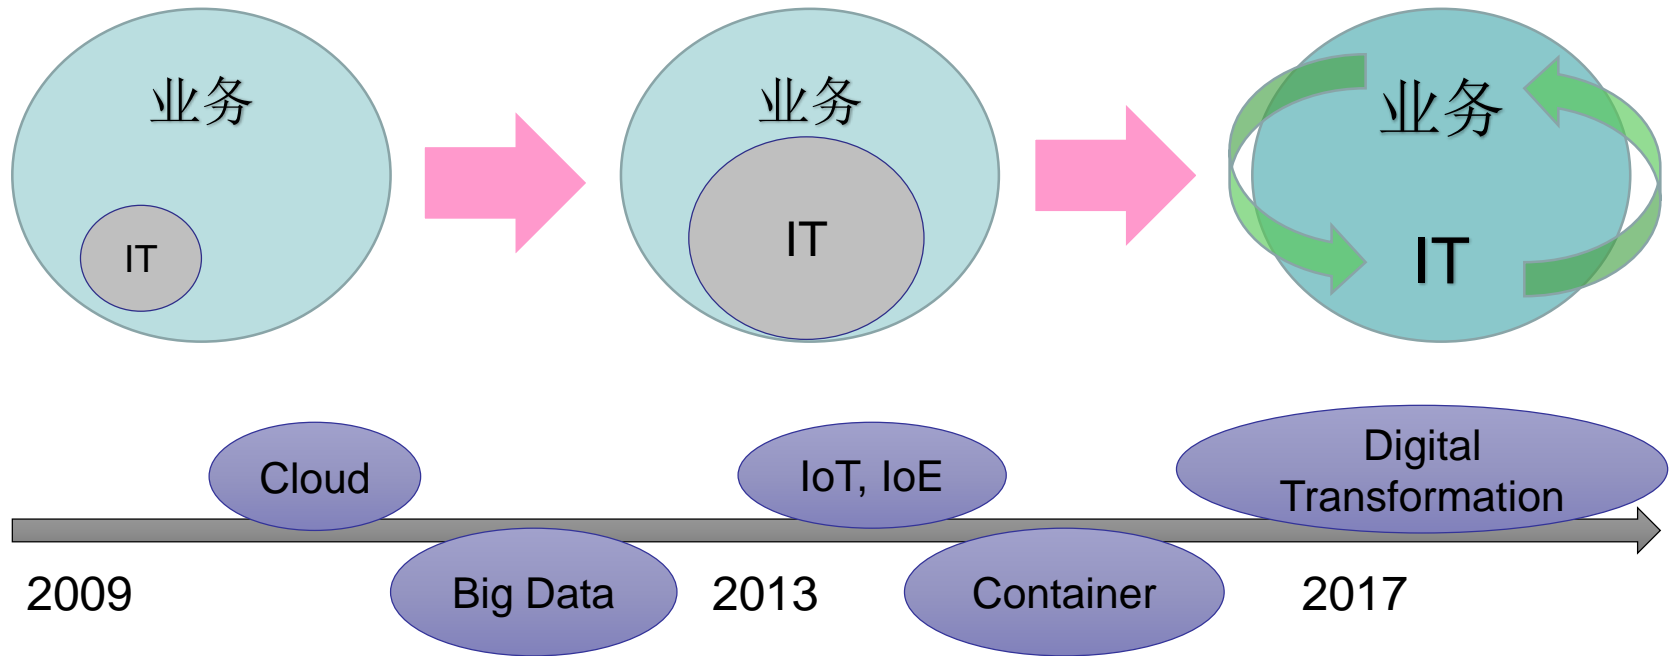 业务
IT
业务
IT
业务
IT
Cloud
IoT, IoE
Digital
Transformation
2009
Big Data
2013
Container
2017